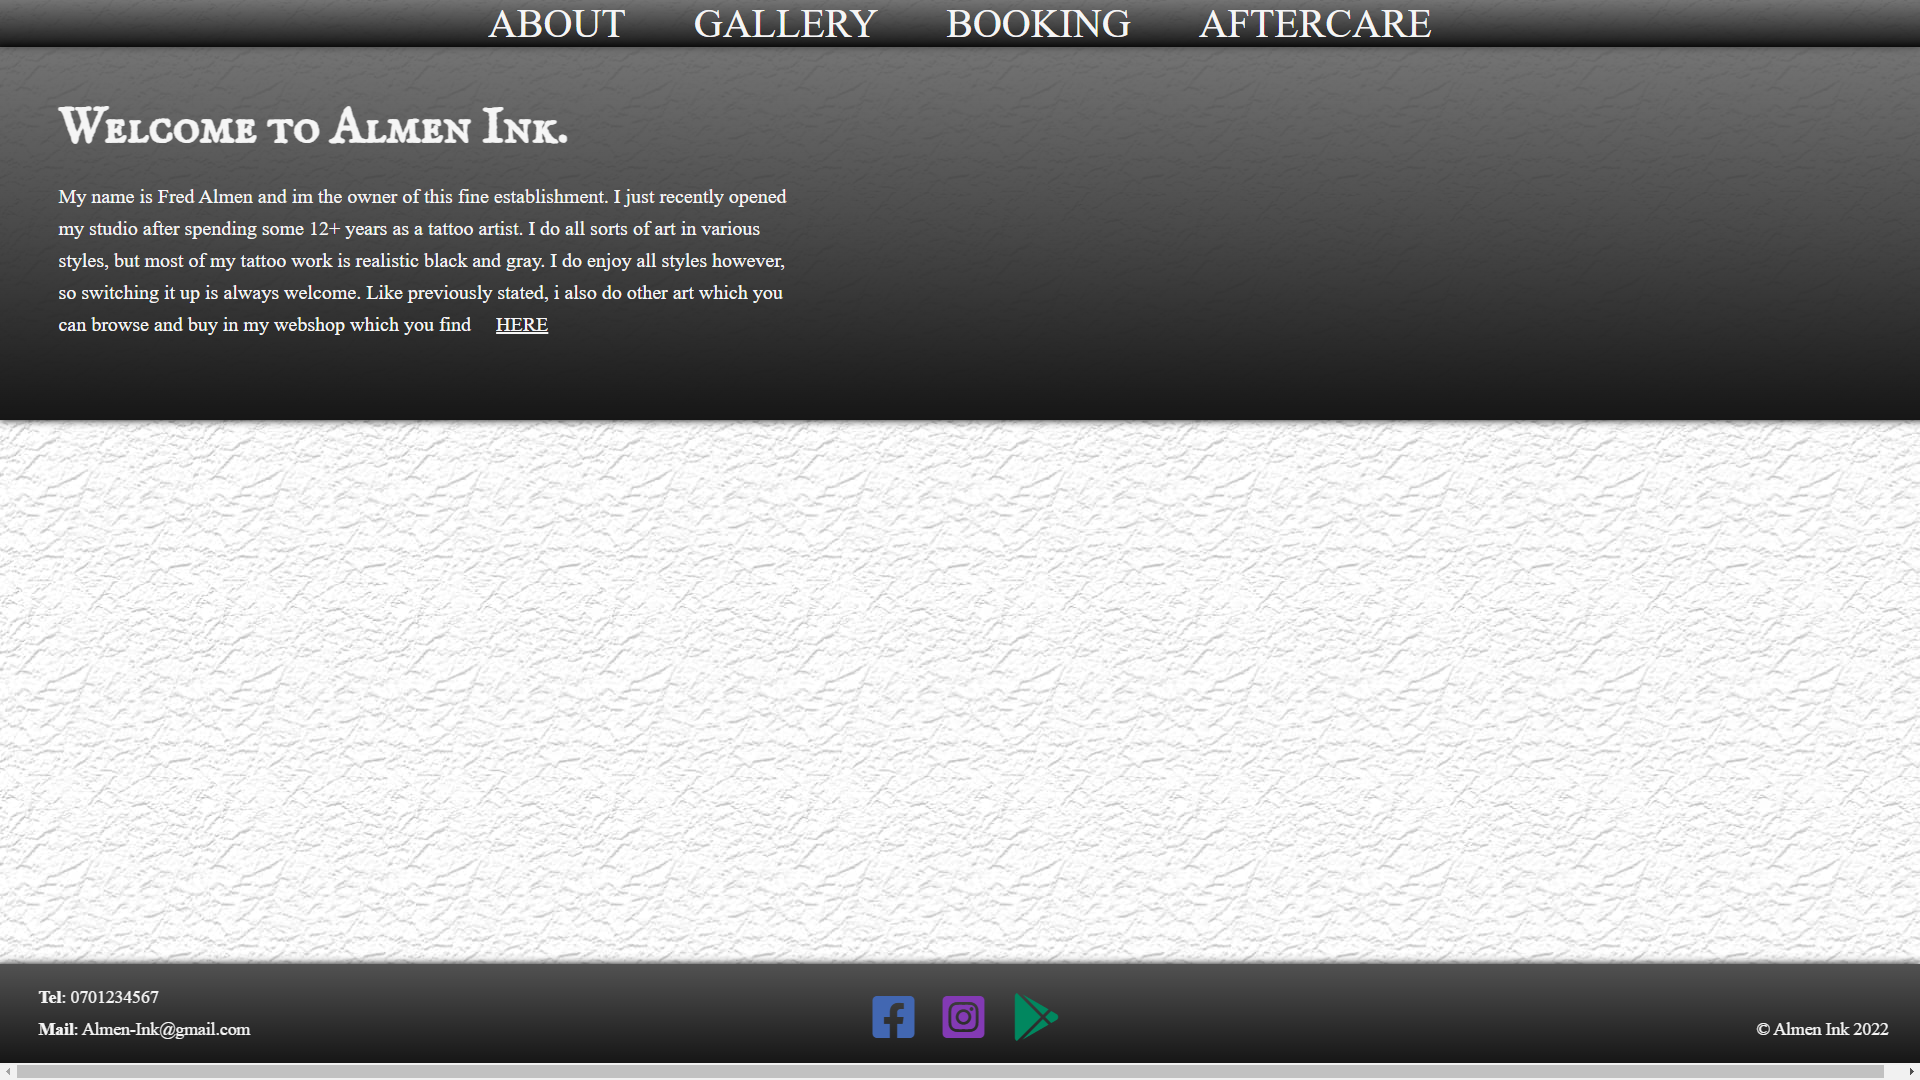 ABOUT GALLERY BOOKING AFTERCARE
Welcome to Almen Ink.
My name is Fred Almen and im the owner of this fine establishment. I just recently opened
my studio after spending some 12+ years as a tattoo artist. I do all sorts of art in various
styles, but most of my tattoo work is realistic black and gray. I do enjoy all styles however,
so switching it up is always welcome. Like previously stated, i also do other art which you
can browse and buy in my webshop which you find HERE
Tel: 0701234567
Mail: Almen-Ink@gmail.com
© Almen Ink 2022